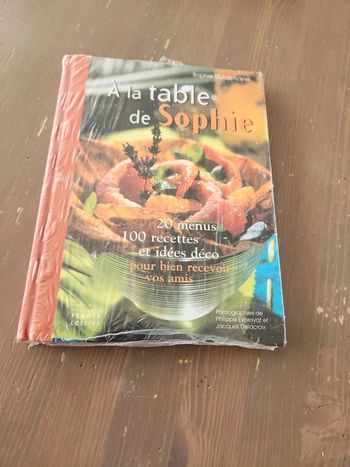 Sophie Dudemaine
À la table
de Sophie
20 menus
100 recettes
et idées déco
pour bien recevoir
vos amis
FRANCE
LOISIRS
Photographies de
Philippe Exbrayat et
Jacques Delacroix